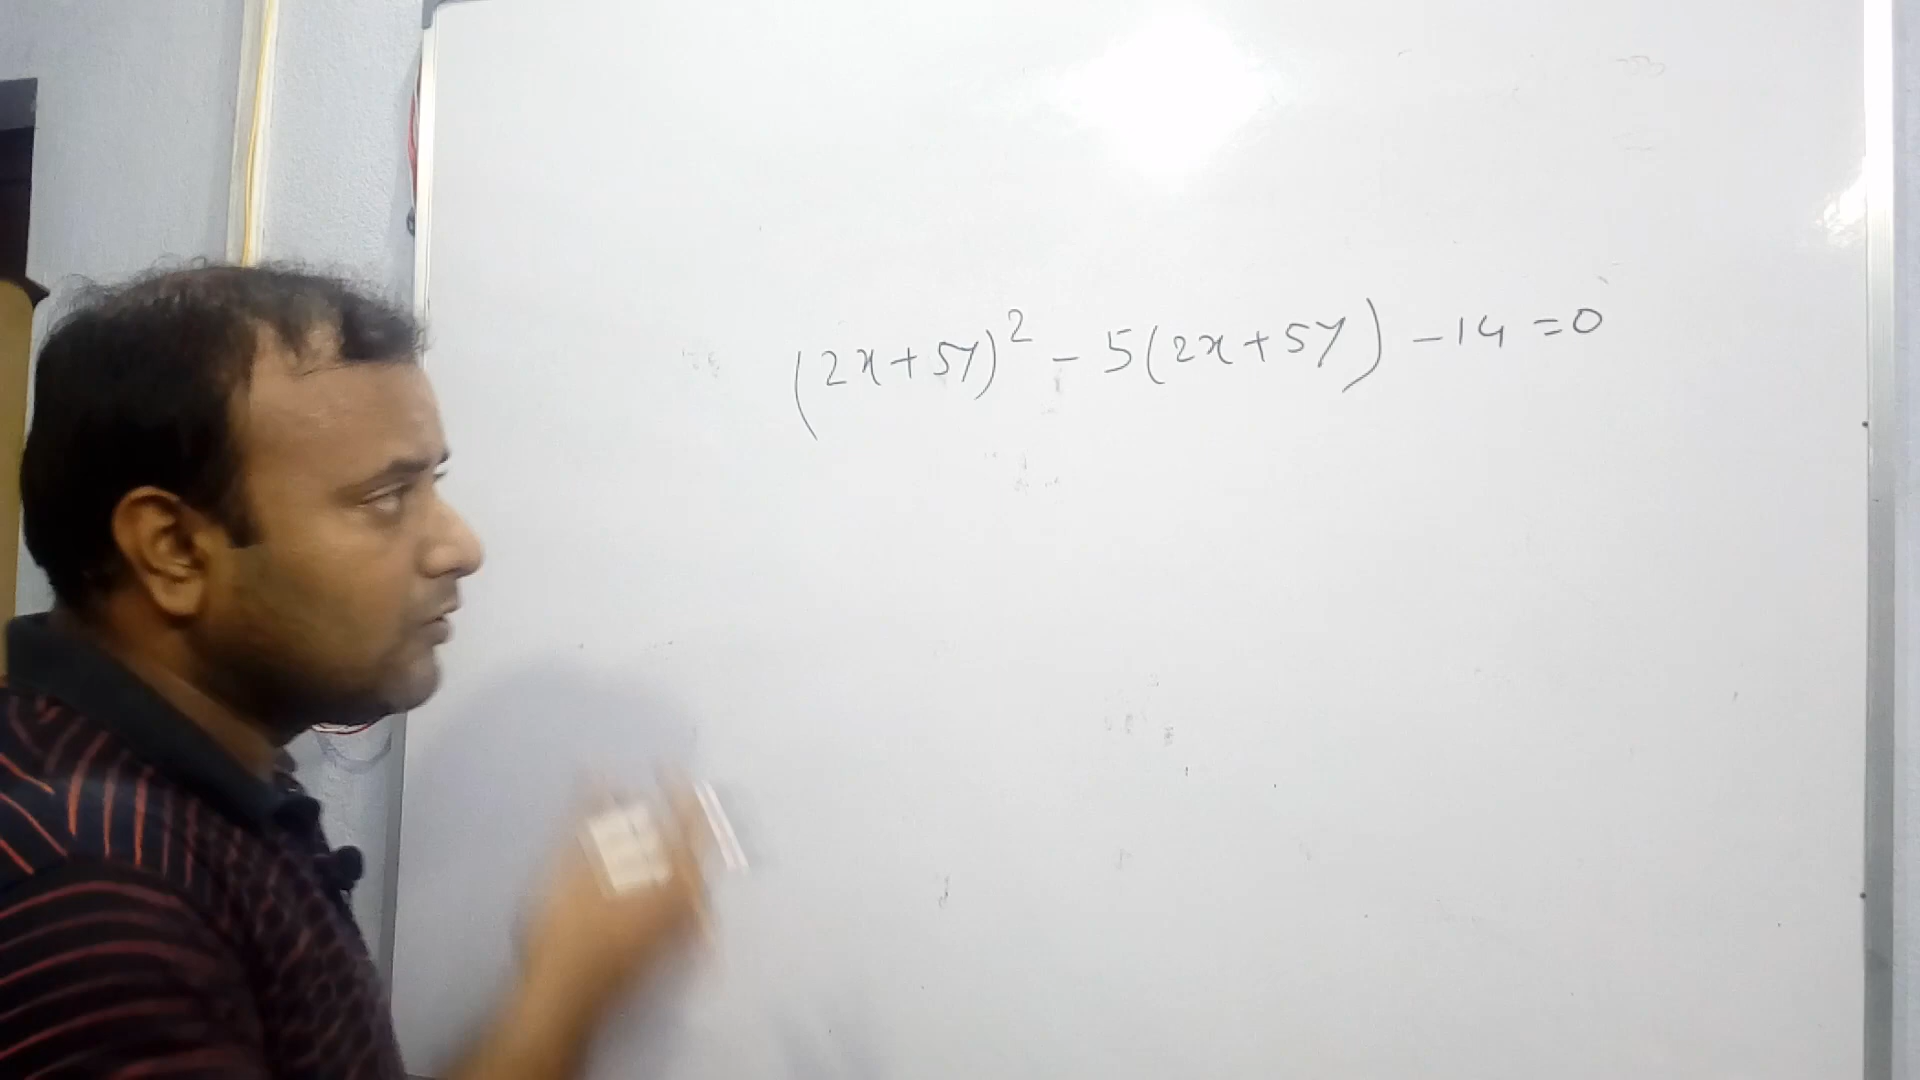 (2x+5y)² - 5(2x+5y) - 14 = 0